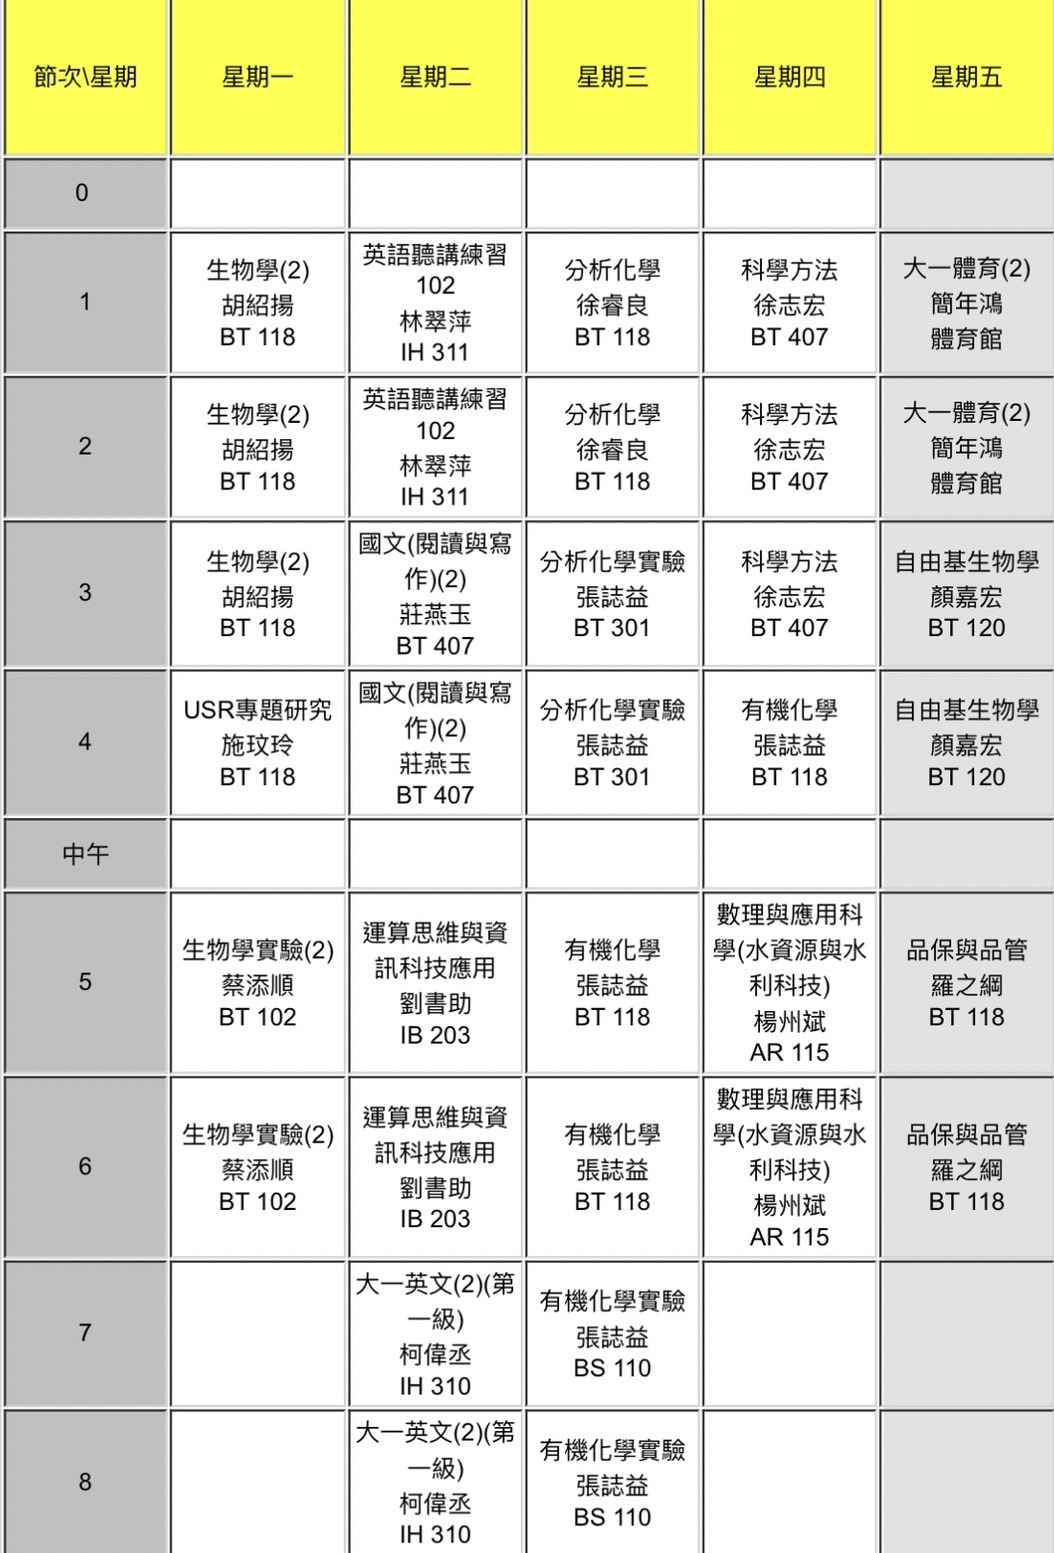 節次\星期
星期一
星期二
星期三
星期四
星期五
0
1
生物學(2)
胡紹揚
BT 118
英語聽講練習
102
林翠萍
IH 311
分析化學
徐睿良
BT 118
科學方法
徐志宏
BT 407
大一體育(2)
簡年鴻
體育館
2
生物學(2)
胡紹揚
BT 118
英語聽講練習
102
林翠萍
IH 311
分析化學
徐睿良
BT 118
科學方法
徐志宏
BT 407
大一體育(2)
簡年鴻
體育館
3
生物學(2)
胡紹揚
BT 118
國文(閱讀與寫
作)(2)
莊燕玉
BT 407
分析化學實驗
張誌益
BT 301
科學方法
徐志宏
BT 407
自由基生物學
顏嘉宏
BT 120
4
USR專題研究
施玟玲
BT 118
國文(閱讀與寫
作)(2)
莊燕玉
BT 407
分析化學實驗
張誌益
BT 301
有機化學
張誌益
BT 118
自由基生物學
顏嘉宏
BT 120
中午
5
生物學實驗(2)
蔡添順
BT 102
運算思維與資
訊科技應用
劉書助
IB 203
有機化學
張誌益
BT 118
數理與應用科
學(水資源與水
利科技)
楊州斌
AR 115
品保與品管
羅之綱
BT 118
6
生物學實驗(2)
蔡添順
BT 102
運算思維與資
訊科技應用
劉書助
IB 203
有機化學
張誌益
BT 118
數理與應用科
學(水資源與水
利科技)
楊州斌
AR 115
品保與品管
羅之綱
BT 118
7
大一英文(2)(第
一級)
柯偉丞
IH 310
有機化學實驗
張誌益
BS 110
8
大一英文(2)(第
一級)
柯偉丞
IH 310
有機化學實驗
張誌益
BS 110